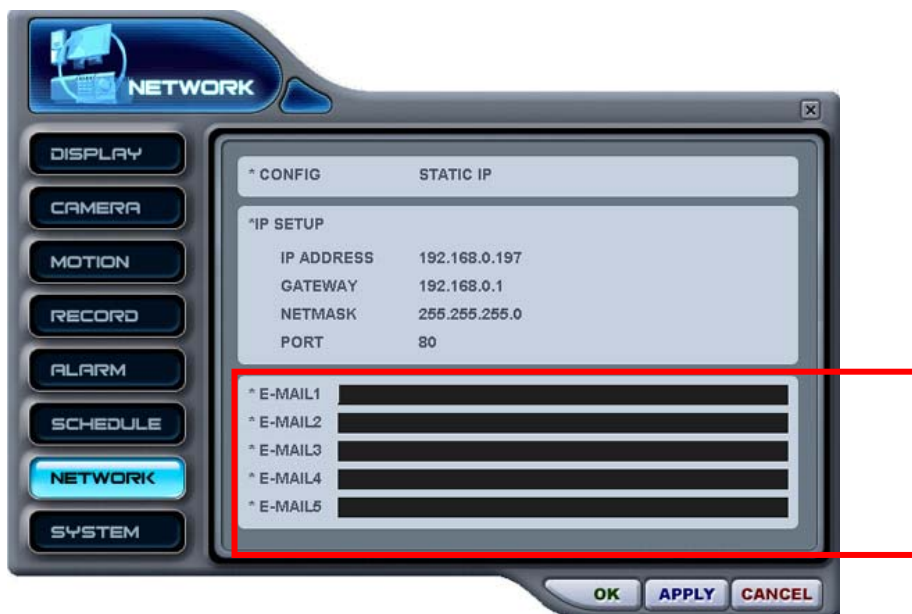 NETWORK
DISPLAY
CAMERA
MOTION
RECORD
ALARM
SCHEDULE
NETWORK
SYSTEM
* CONFIG STATIC IP
*IP SETUP
IP ADDRESS 192.168.0.197
GATEWAY 192.168.0.1
NETMASK 255.255.255.0
PORT 80
* E-MAIL1
* E-MAIL2
* E-MAIL3
* E-MAIL4
* E-MAIL5
OK APPLY CANCEL